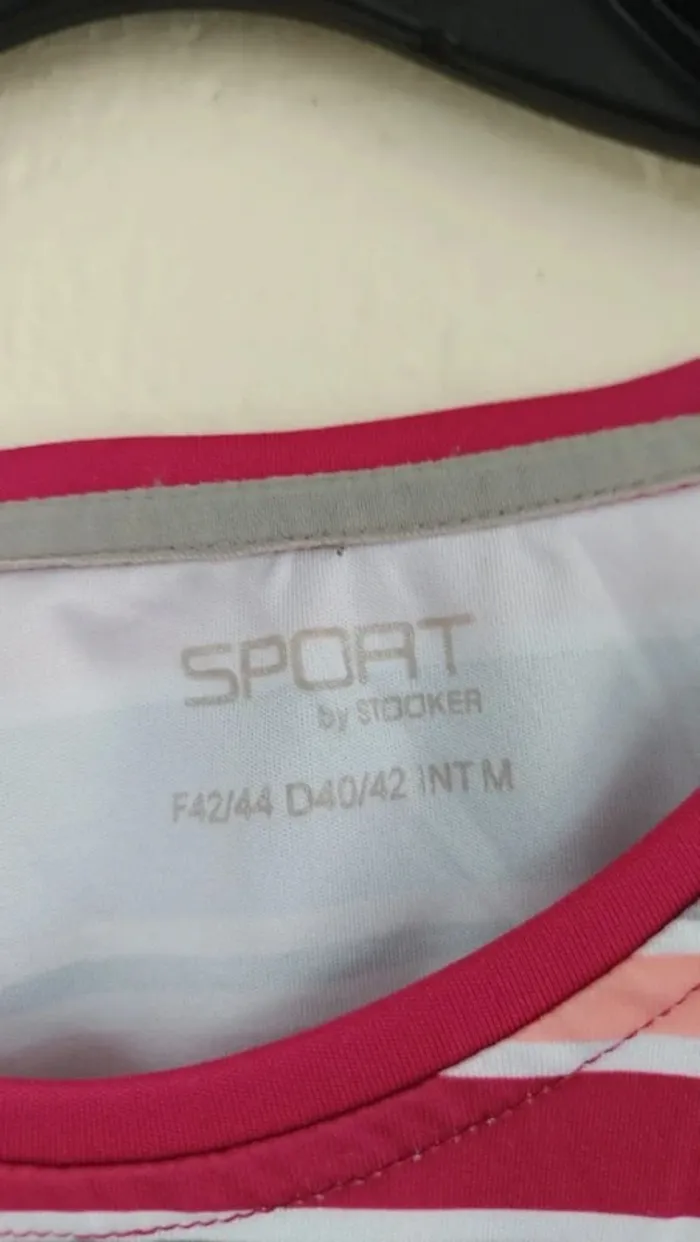 SPORT
by STOOKER
F42/44 D40/42 INT M